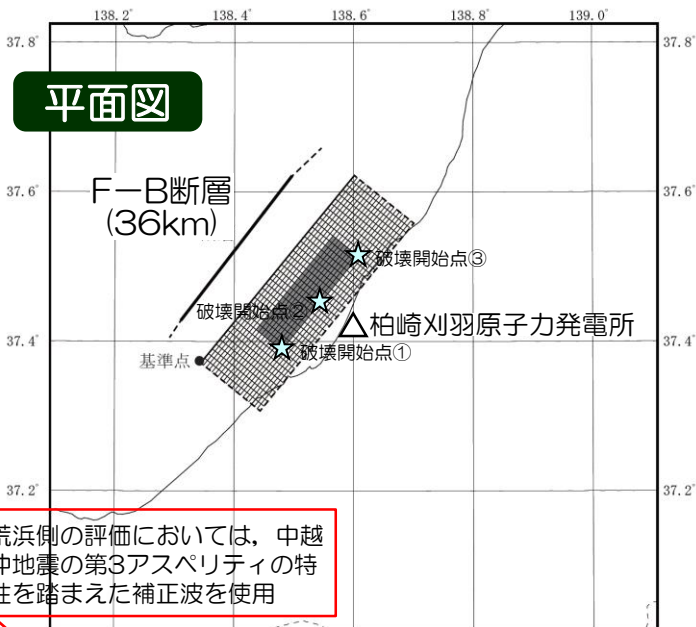 138.2° 138.4° 138.6° 138.8° 139.0°
37.8° 37.8°
平面図
37.6° 37.6°
F－B断層
(36km)
破壊開始点③
破壊開始点②
柏崎刈羽原子力発電所
37.4° 37.4°
破壊開始点①
基準点
37.2° 37.2°
荒浜側の評価においては，中越
沖地震の第3アスペリティの特
性を踏まえた補正波を使用